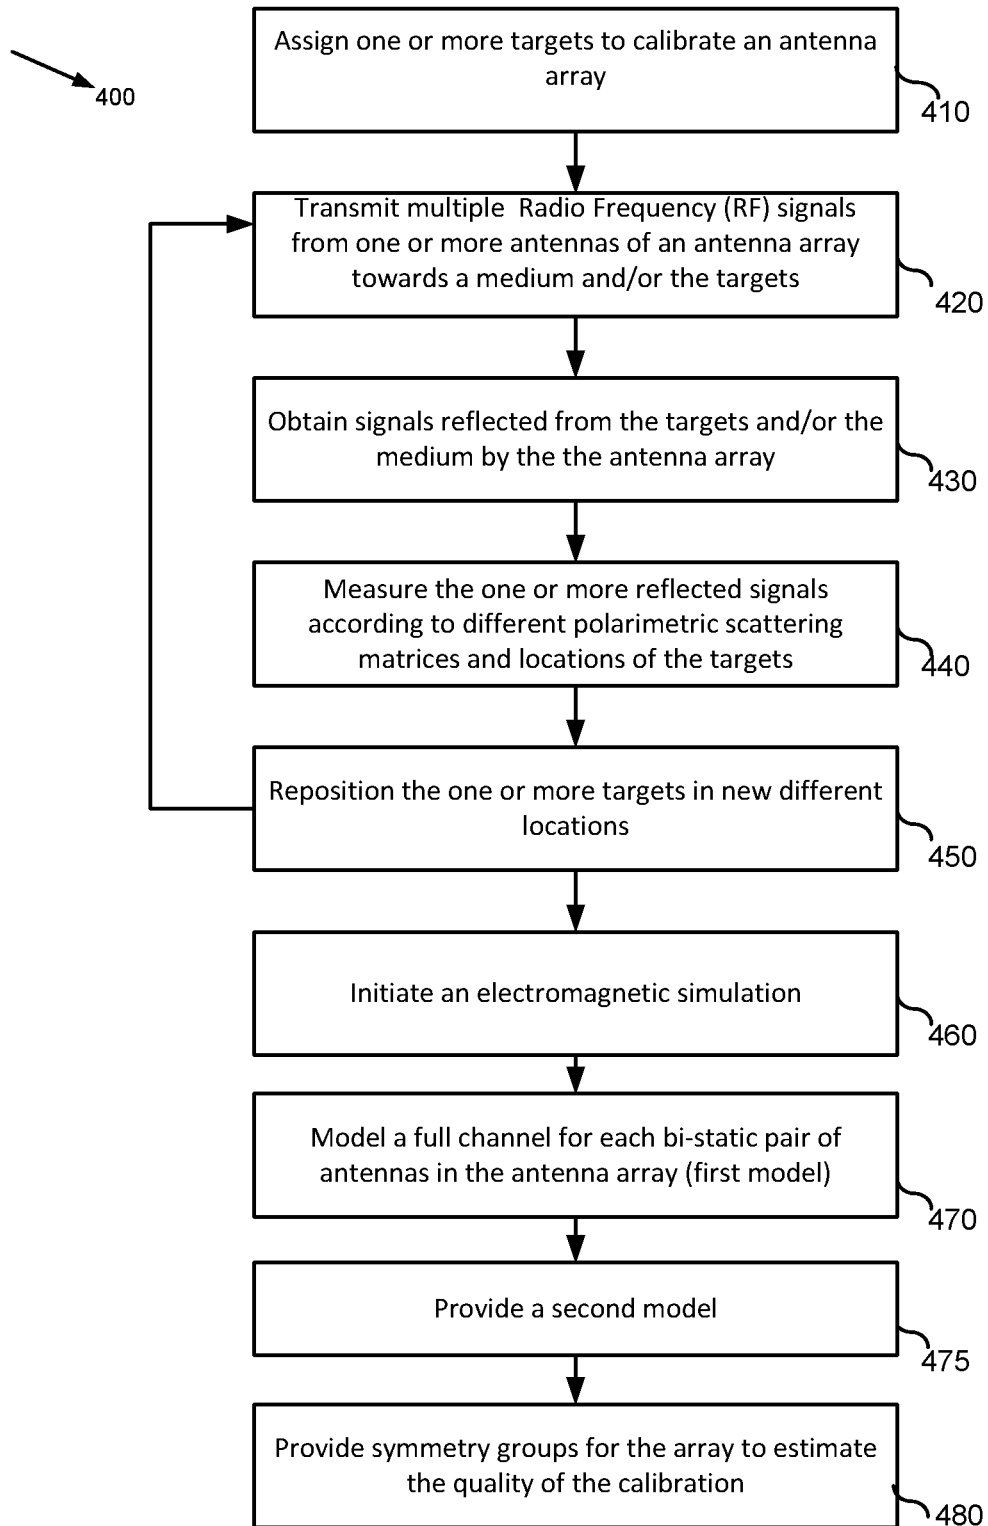 Assign one or more targets to calibrate an antenna
array
400
410
Transmit multiple Radio Frequency (RF) signals
from one or more antennas of an antenna array
towards a medium and/or the targets
420
Obtain signals reflected from the targets and/or the
medium by the the antenna array
430
Measure the one or more reflected signals
according to different polarimetric scattering
matrices and locations of the targets
440
Reposition the one or more targets in new different
locations
450
Initiate an electromagnetic simulation
460
Model a full channel for each bi-static pair of
antennas in the antenna array (first model)
470
Provide a second model
475
Provide symmetry groups for the array to estimate
the quality of the calibration
480